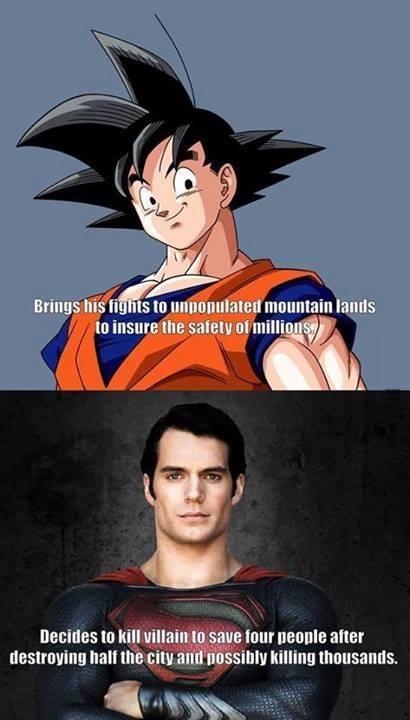 Brings his fights to unpopulated mountain lands
to insure the safety of millions.
Decides to kill villain to save four people after
destroying half the city and possibly killing thousands.